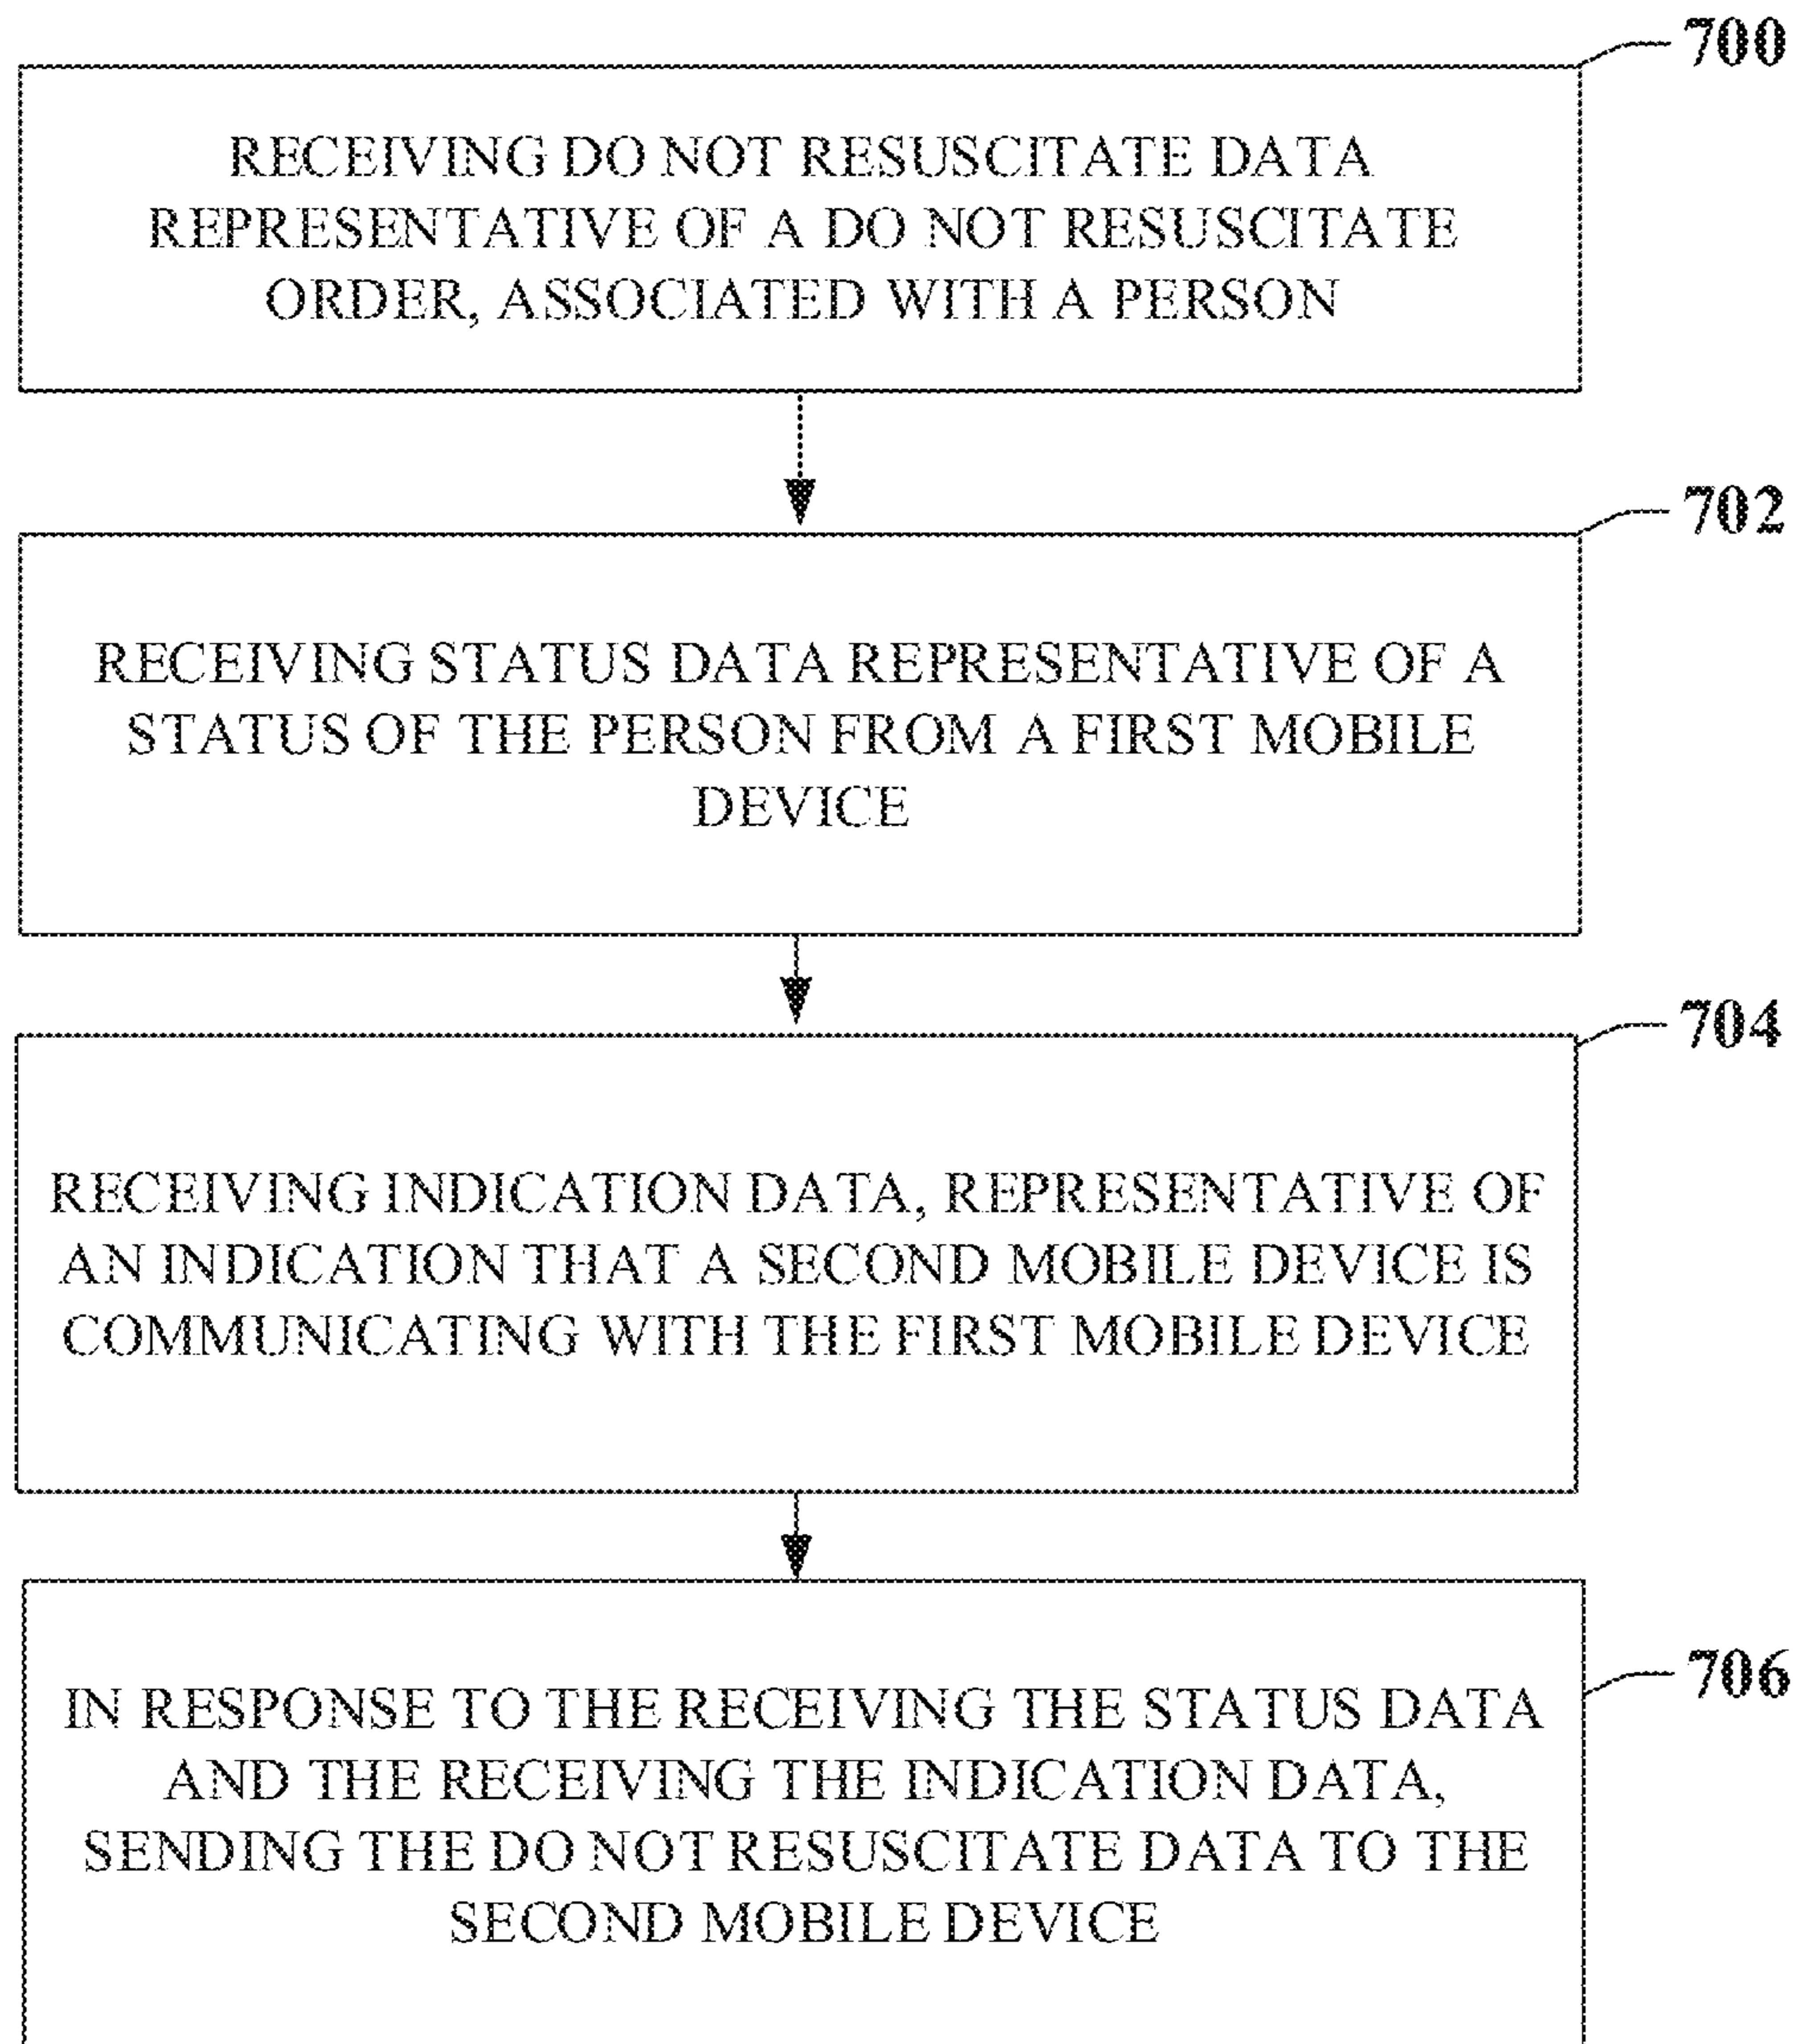 700
RECEIVING DO NOT RESUSCITATE DATA
REPRESENTATIVE OF A DO NOT RESUSCITATE
ORDER, ASSOCIATED WITH A PERSON
702
RECEIVING STATUS DATA REPRESENTATIVE OF A
STATUS OF THE PERSON FROM A FIRST MOBILE
DEVICE
704
RECEIVING INDICATION DATA, REPRESENTATIVE OF
AN INDICATION THAT A SECOND MOBILE DEVICE IS
COMMUNICATING WITH THE FIRST MOBILE DEVICE
706
IN RESPONSE TO THE RECEIVING THE STATUS DATA
AND THE RECEIVING THE INDICATION DATA,
SENDING THE DO NOT RESUSCITATE DATA TO THE
SECOND MOBILE DEVICE